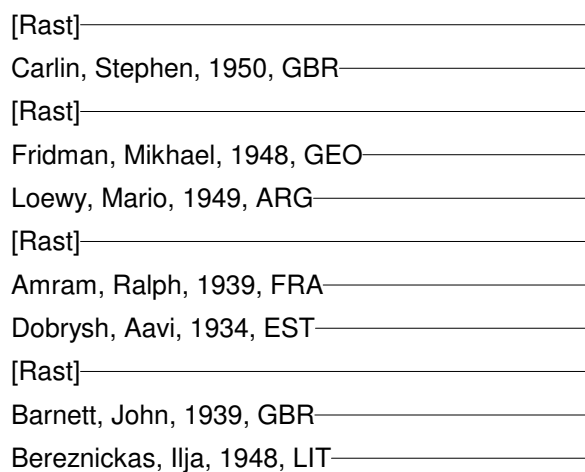 [Rast]
Carlin, Stephen, 1950, GBR
[Rast]
Fridman, Mikhael, 1948, GEO
Loewy, Mario, 1949, ARG
[Rast]
Amram, Ralph, 1939, FRA
Dobrysh, Aavi, 1934, EST
[Rast]
Barnett, John, 1939, GBR
Bereznickas, Ilja, 1948, LIT